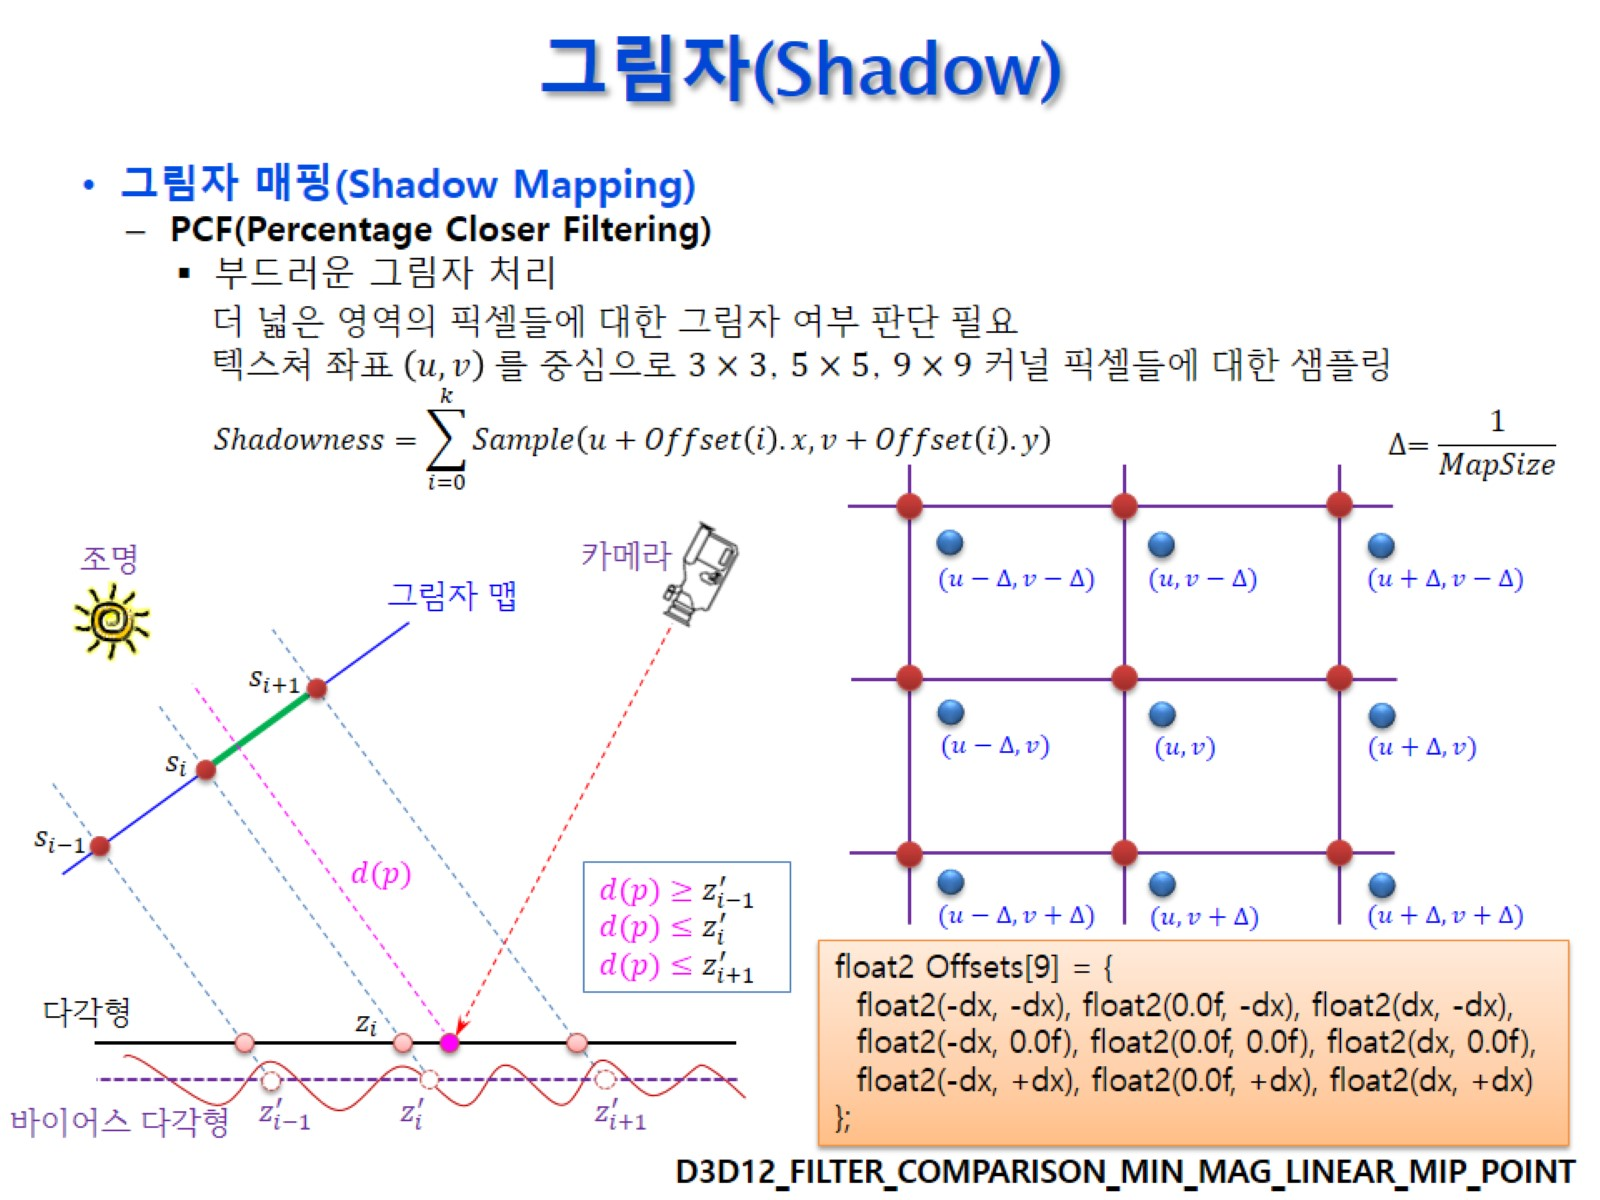 그림자(Shadow)
• 그림자 매핑(Shadow Mapping)
– PCF(Percentage Closer Filtering)
▪ 부드러운 그림자 처리
더 넓은 영역의 픽셀들에 대한 그림자 여부 판단 필요
텍스쳐 좌표 (u, v) 를 중심으로 3 × 3, 5 × 5, 9 × 9 커널 픽셀들에 대한 샘플링
Shadowness = ∑_{i=0}^{k} Sample(u + Offset(i).x, v + Offset(i).y)
Δ= 1/MapSize
조명
카메라
그림자 맵
s_{i+1}
s_i
s_{i−1}
d(p)
d(p) ≥ z′_{i−1}
d(p) ≤ z′_i
d(p) ≤ z′_{i+1}
다각형
z_i
바이어스 다각형
z′_{i−1}
z′_i
z′_{i+1}
(u − Δ, v − Δ)
(u, v − Δ)
(u + Δ, v − Δ)
(u − Δ, v)
(u, v)
(u + Δ, v)
(u − Δ, v + Δ)
(u, v + Δ)
(u + Δ, v + Δ)
float2 Offsets[9] = {
float2(-dx, -dx), float2(0.0f, -dx), float2(dx, -dx),
float2(-dx, 0.0f), float2(0.0f, 0.0f), float2(dx, 0.0f),
float2(-dx, +dx), float2(0.0f, +dx), float2(dx, +dx)
};
D3D12_FILTER_COMPARISON_MIN_MAG_LINEAR_MIP_POINT